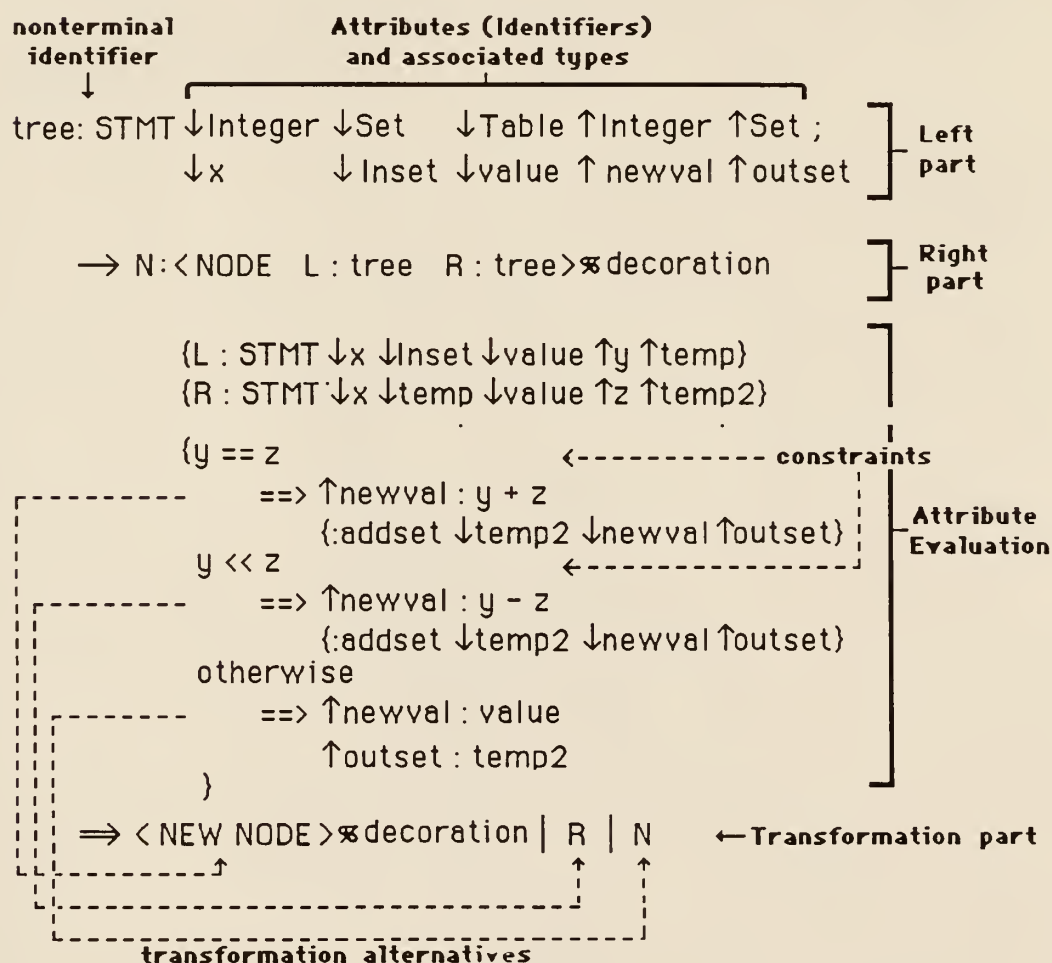 nonterminal identifier
Attributes (Identifiers) and associated types
↓
tree: STMT ↓Integer ↓Set ↓Table ↑Integer ↑Set ;
↓x ↓Inset ↓value ↑newval ↑outset
Left part
→ N:<NODE L : tree R : tree>%decoration
Right part
{L : STMT ↓x ↓Inset ↓value ↑y ↑temp}
{R : STMT ↓x ↓temp ↓value ↑z ↑temp2}
{y == z <----------- constraints
==> ↑newval : y + z
{:addset ↓temp2 ↓newval ↑outset}
Attribute Evaluation
y << z
==> ↑newval : y - z
{:addset ↓temp2 ↓newval ↑outset}
otherwise
==> ↑newval : value
↑outset : temp2
}
⟹ <NEW NODE>%decoration | R | N ←Transformation part
transformation alternatives